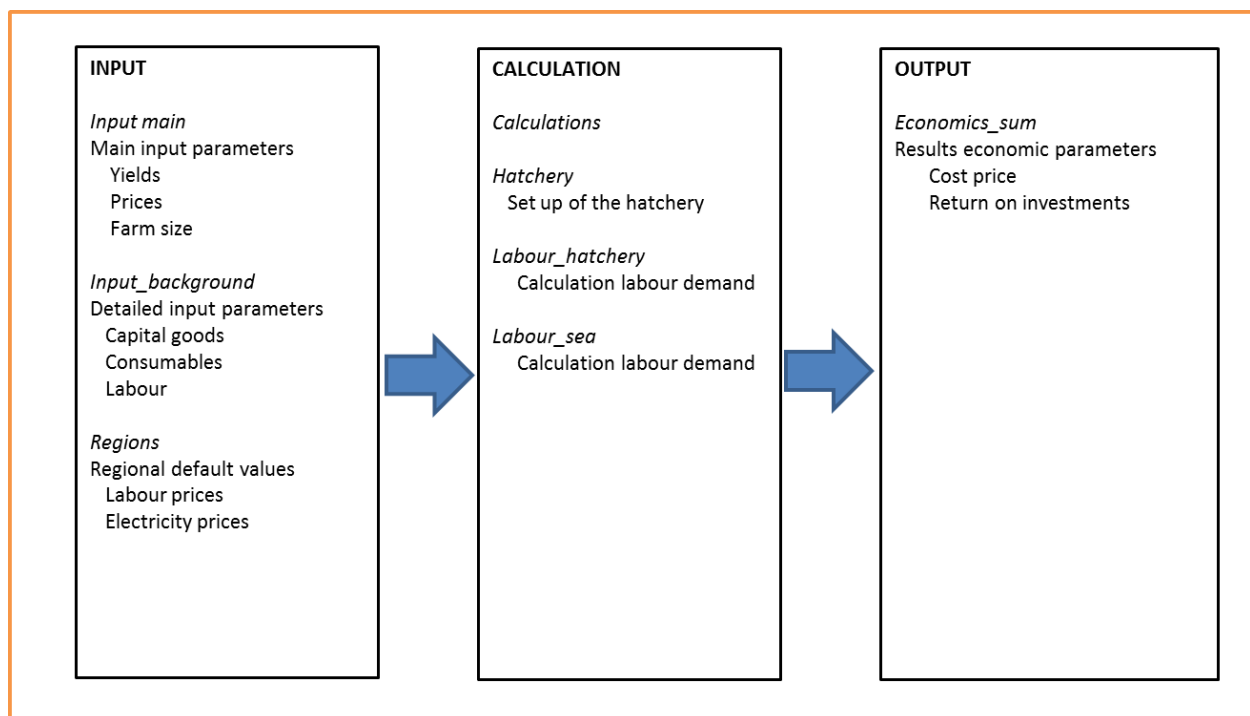 INPUT
Input main
Main input parameters
Yields
Prices
Farm size
Input_background
Detailed input parameters
Capital goods
Consumables
Labour
Regions
Regional default values
Labour prices
Electricity prices
CALCULATION
Calculations
Hatchery
Set up of the hatchery
Labour_hatchery
Calculation labour demand
Labour_sea
Calculation labour demand
OUTPUT
Economics_sum
Results economic parameters
Cost price
Return on investments